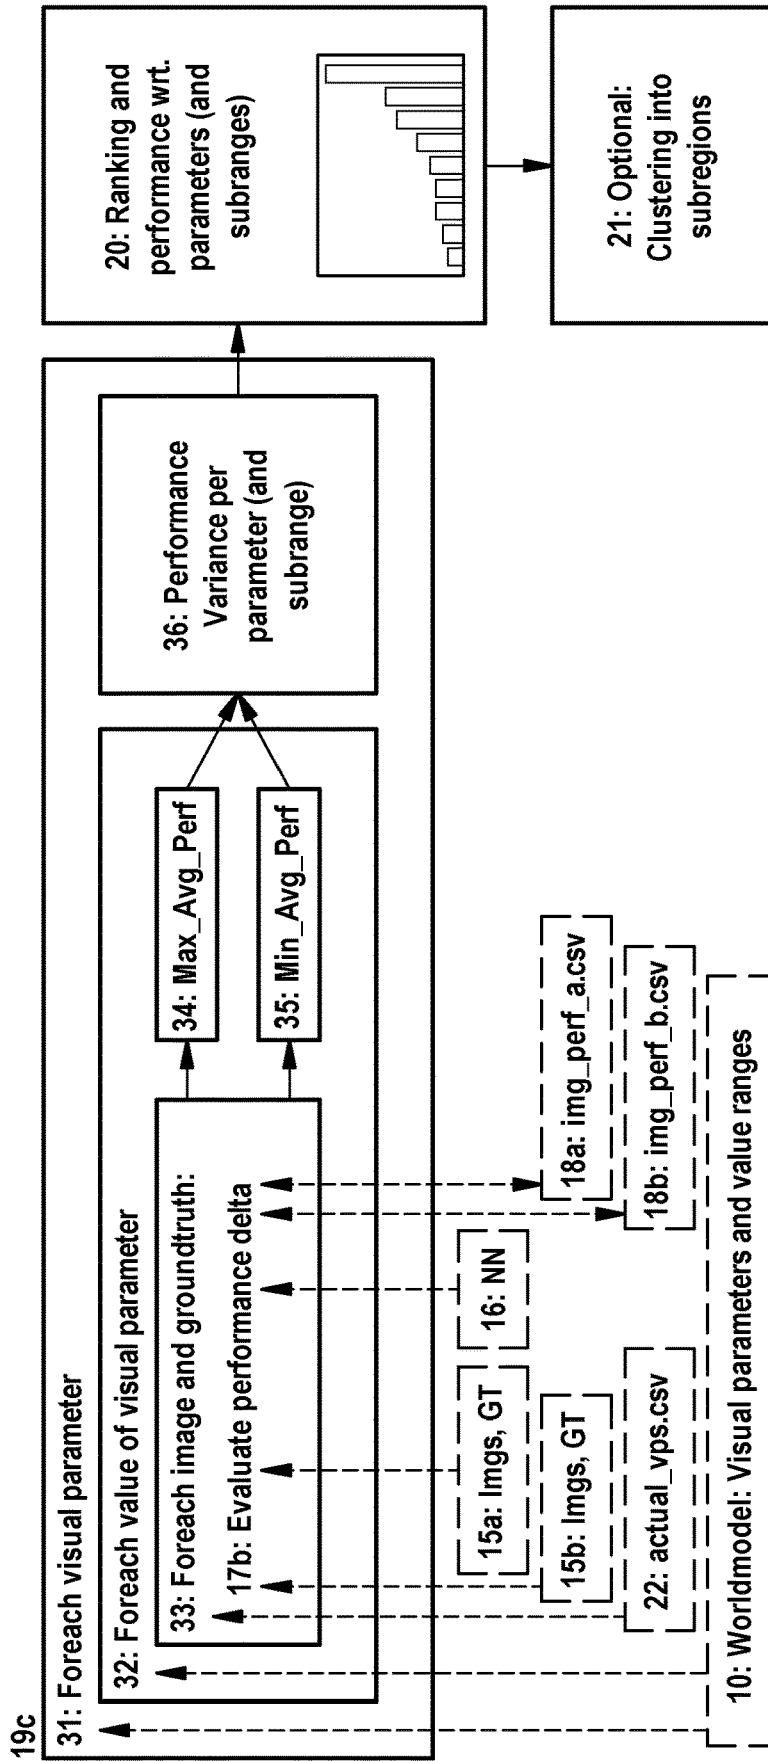 19c
31: Foreach visual parameter
32: Foreach value of visual parameter
33: Foreach image and groundtruth:
17b: Evaluate performance delta
34: Max_Avg_Perf
35: Min_Avg_Perf
36: Performance
Variance per
parameter (and
subrange)
20: Ranking and
performance wrt.
parameters (and
subranges)
21: Optional:
Clustering into
subregions
15a: Imgs, GT
16: NN
18a: img_perf_a.csv
15b: Imgs, GT
22: actual_vps.csv
18b: img_perf_b.csv
10: Worldmodel: Visual parameters and value ranges